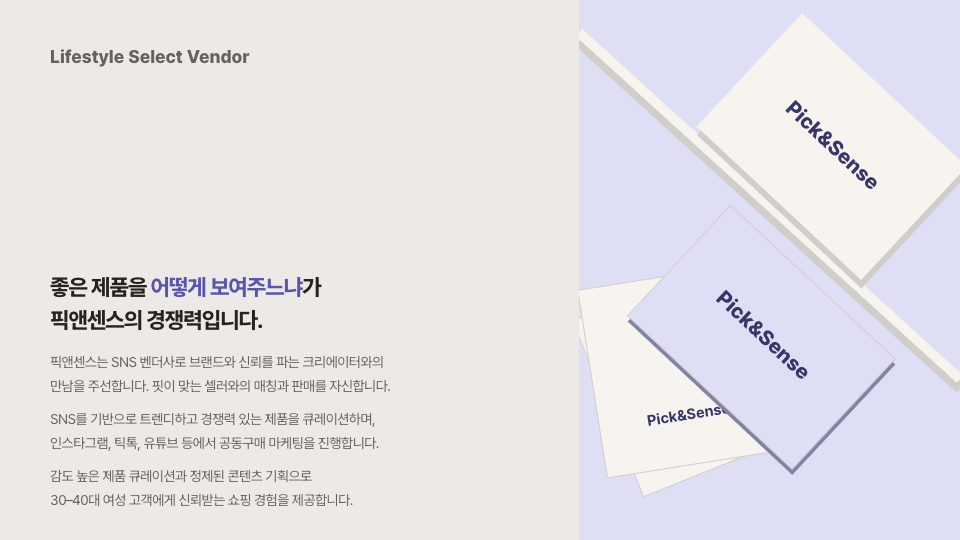 Lifestyle Select Vendor
좋은 제품을 어떻게 보여주느냐가
픽앤센스의 경쟁력입니다.
픽앤센스는 SNS 벤더사로 브랜드와 신뢰를 파는 크리에이터와의
만남을 주선합니다. 핏이 맞는 셀러와의 매칭과 판매를 자신합니다.
SNS를 기반으로 트렌디하고 경쟁력 있는 제품을 큐레이션하며,
인스타그램, 틱톡, 유튜브 등에서 공동구매 마케팅을 진행합니다.
감도 높은 제품 큐레이션과 정제된 콘텐츠 기획으로
30–40대 여성 고객에게 신뢰받는 쇼핑 경험을 제공합니다.
Pick&Sense
Pick&Sense
Pick&Sense